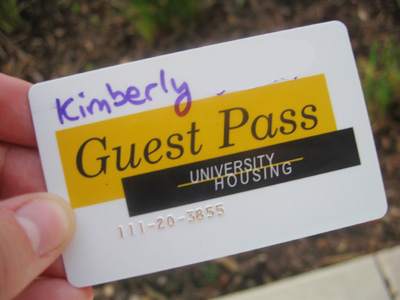 Kimberly
Guest Pass
UNIVERSITY
HOUSING
111-20-3855